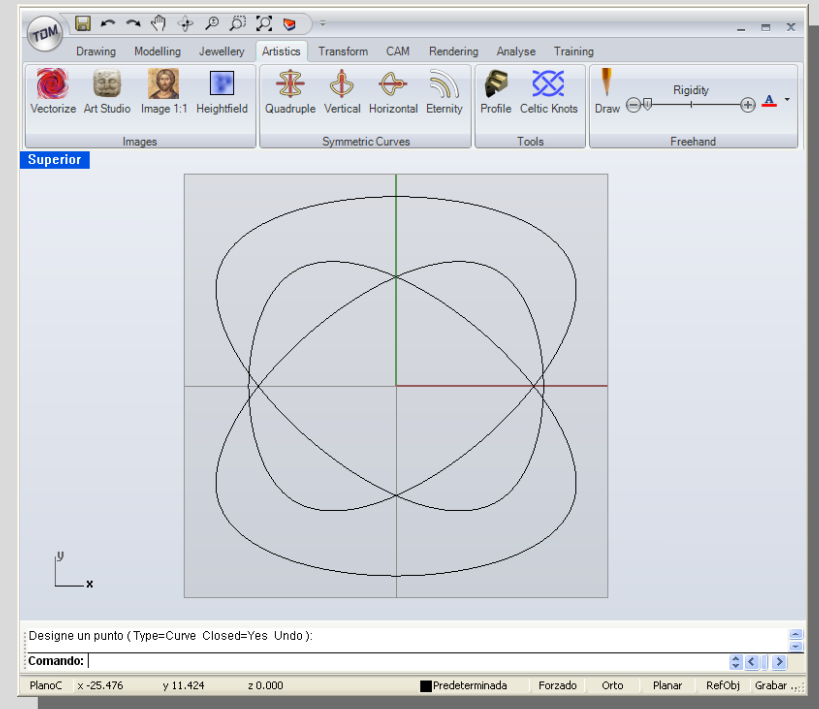 TDM
Drawing Modelling Jewellery Artistics Transform CAM Rendering Analyse Training
Vectorize Art Studio Image 1:1 Heightfield Quadruple Vertical Horizontal Eternity Profile Celtic Knots Draw Rigidity A
Images Symmetric Curves Tools Freehand
Superior
y
x
Designe un punto ( Type=Curve Closed=Yes Undo ):
Comando:
PlanoC x -25.476 y 11.424 z 0.000 Predeterminada Forzado Orto Planar RefObj Grabar ...